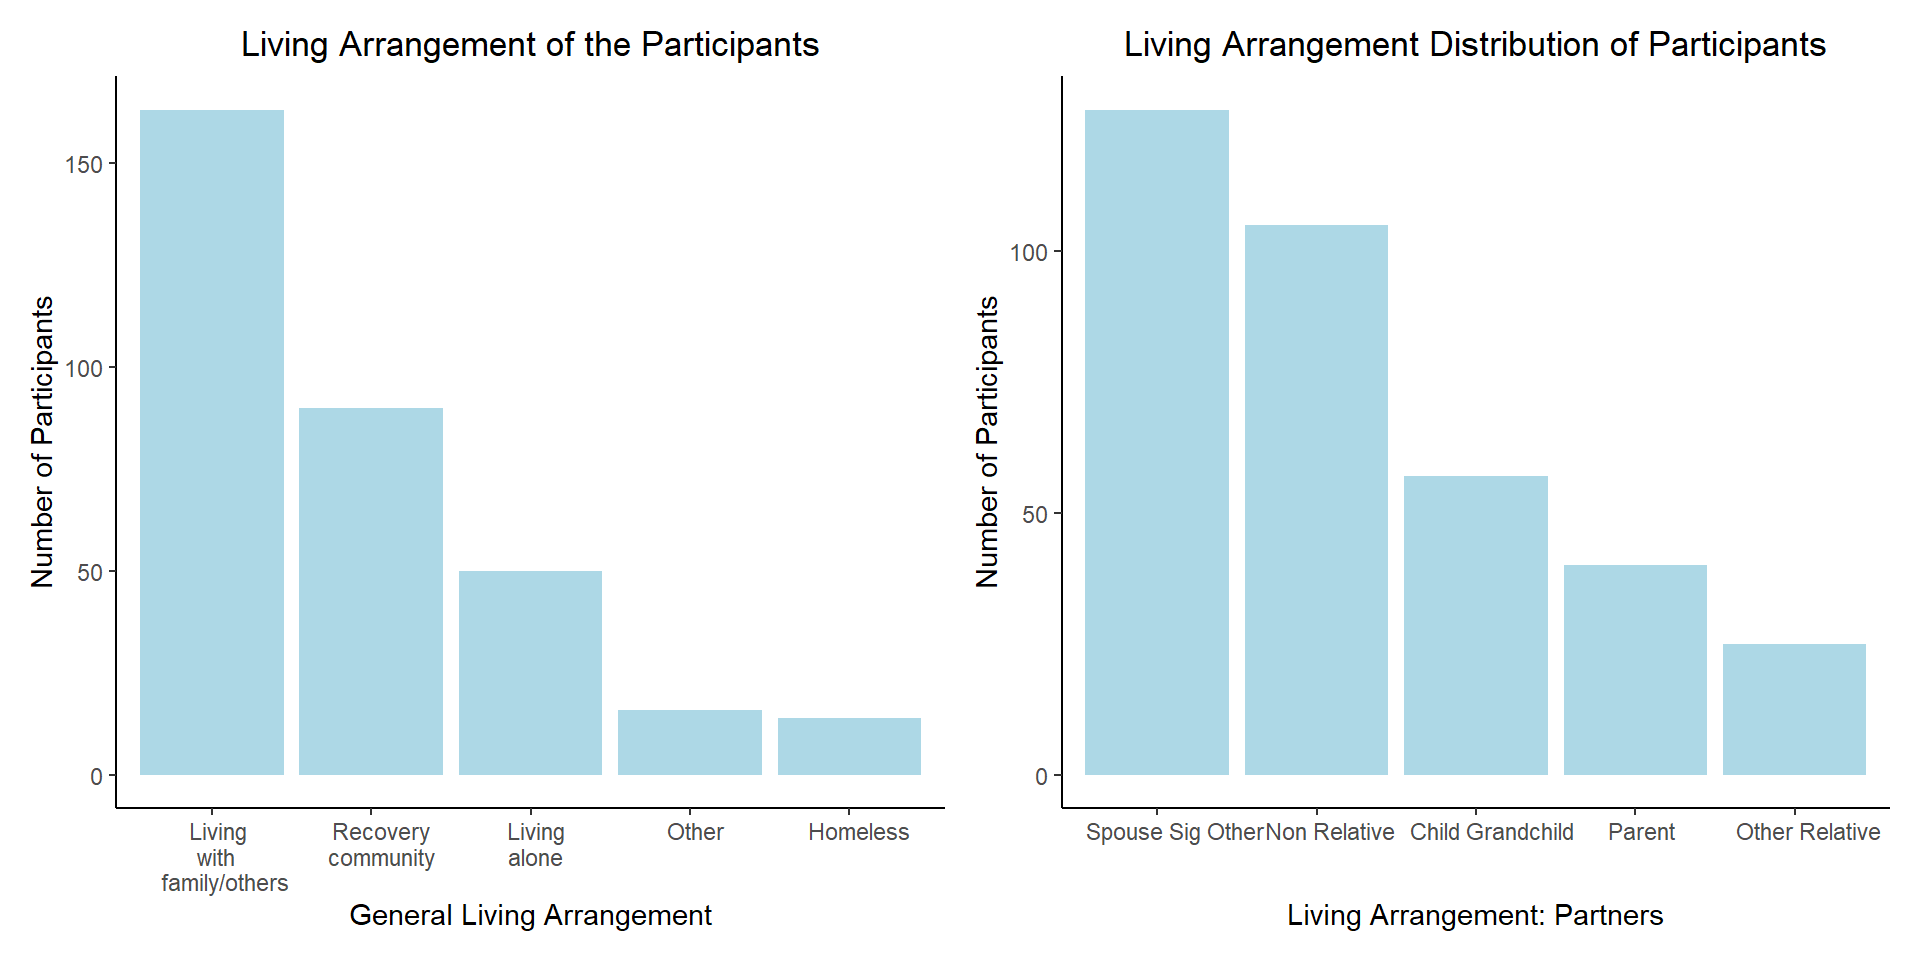 Living Arrangement of the Participants
Number of Participants
150
100
50
0
Living
with
family/others
Recovery
community
Living
alone
Other
Homeless
General Living Arrangement
Living Arrangement Distribution of Participants
Number of Participants
100
50
0
Spouse Sig Other
Non Relative
Child Grandchild
Parent
Other Relative
Living Arrangement: Partners